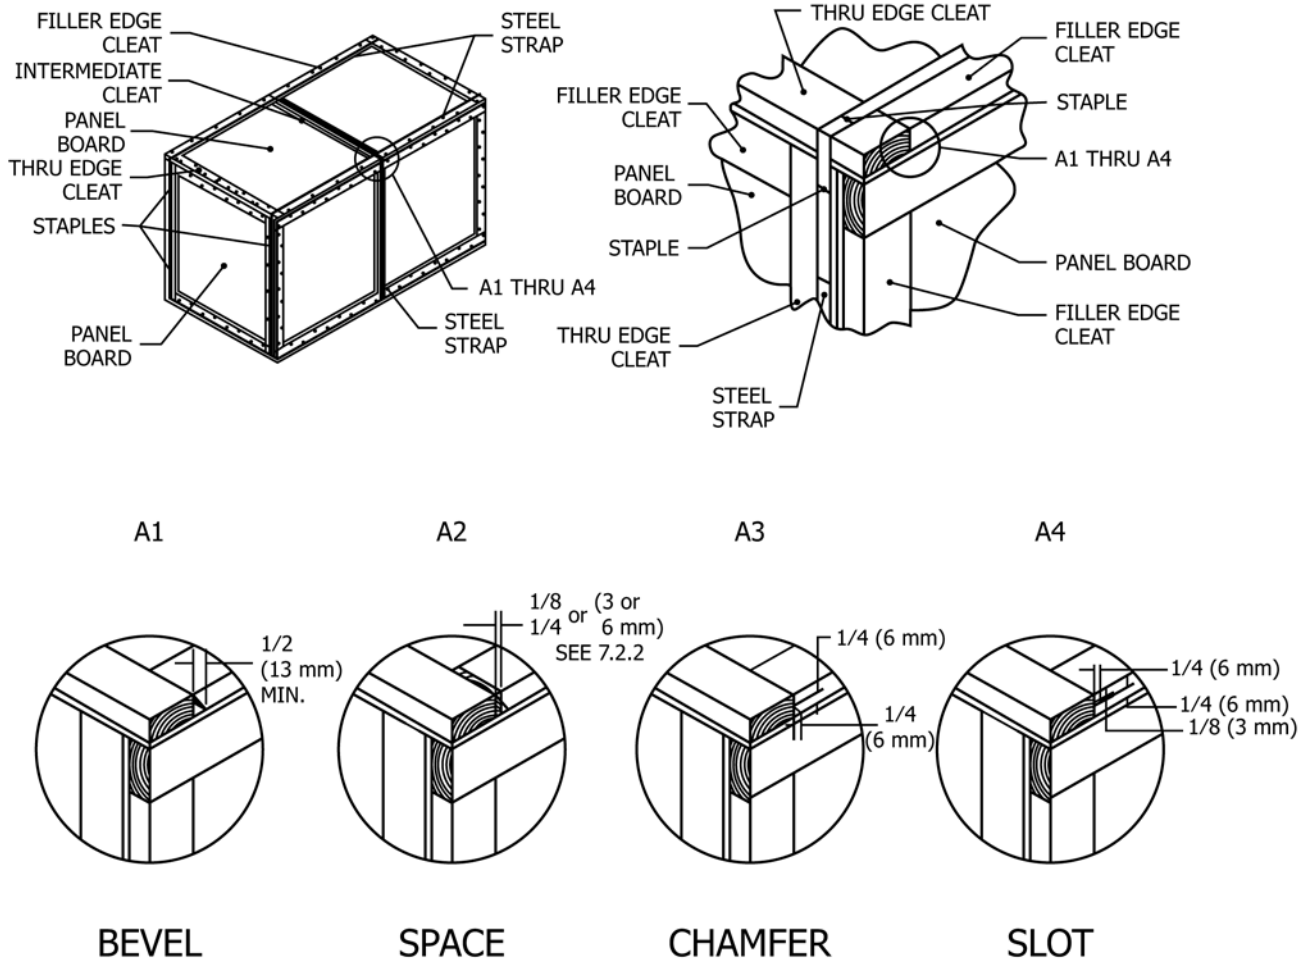 FILLER EDGE
CLEAT
INTERMEDIATE
CLEAT
PANEL
BOARD
THRU EDGE
CLEAT
STAPLES
PANEL
BOARD
STEEL
STRAP
A1 THRU A4
STEEL
STRAP
THRU EDGE CLEAT
FILLER EDGE
CLEAT
FILLER EDGE
CLEAT
STAPLE
PANEL
BOARD
A1 THRU A4
STAPLE
PANEL BOARD
THRU EDGE
CLEAT
FILLER EDGE
CLEAT
STEEL
STRAP
A1
A2
A3
A4
1/2
(13 mm)
MIN.
1/8 or (3 or
1/4 6 mm)
SEE 7.2.2
1/4 (6 mm)
1/4
(6 mm)
1/4 (6 mm)
1/4 (6 mm)
1/8 (3 mm)
BEVEL
SPACE
CHAMFER
SLOT